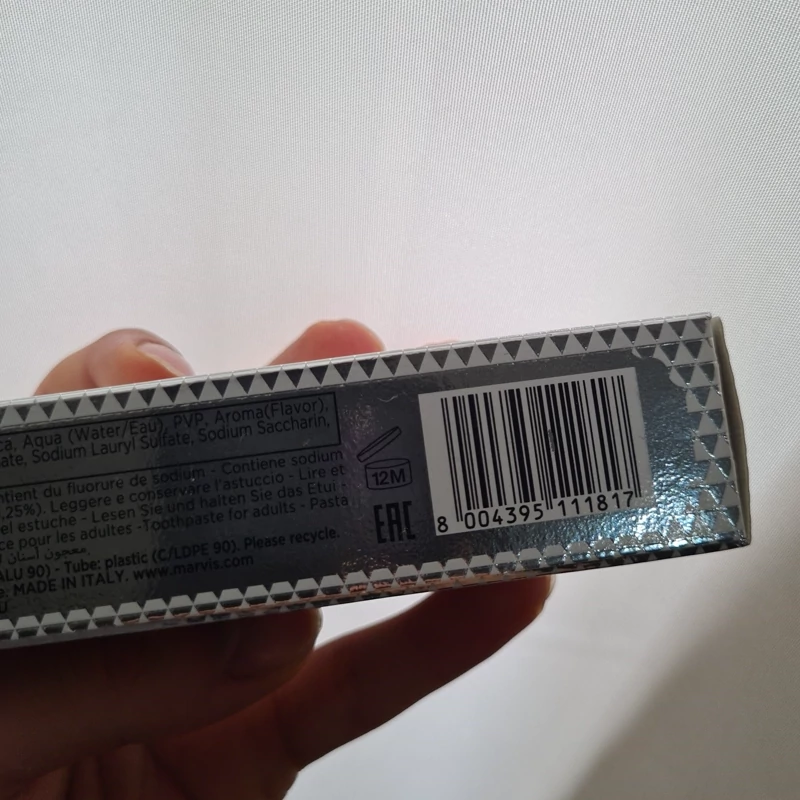 ca, Aqua (Water/Eau), PVP, Aroma(Flavor),
ate, Sodium Lauryl Sulfate, Sodium Saccharin,
ntient du fluorure de sodium - Contiene sodium
,25%). Leggere e conservare l'astuccio - Lire et
el estuche - Lesen Sie und halten Sie das Etui -
ce pour les adultes -Toothpaste for adults - Pasta
معجون أسنان
ALU 90) - Tube: plastic (C/LDPE 90). Please recycle.
e. MADE IN ITALY. www.marvis.com
U
12M
EAC
8 004395 111817